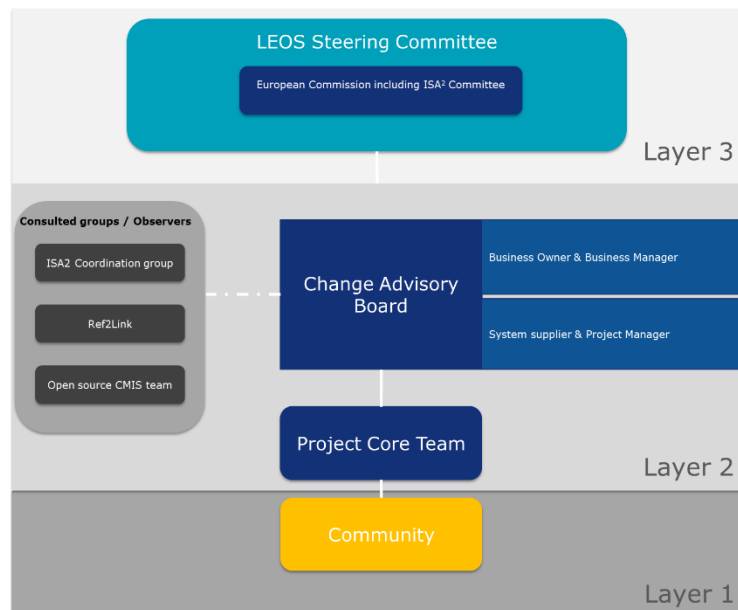 LEOS Steering Committee
European Commission including ISA² Committee
Layer 3
Consulted groups / Observers
ISA2 Coordination group
Ref2Link
Open source CMIS team
Change Advisory
Board
Business Owner & Business Manager
System supplier & Project Manager
Project Core Team
Layer 2
Community
Layer 1